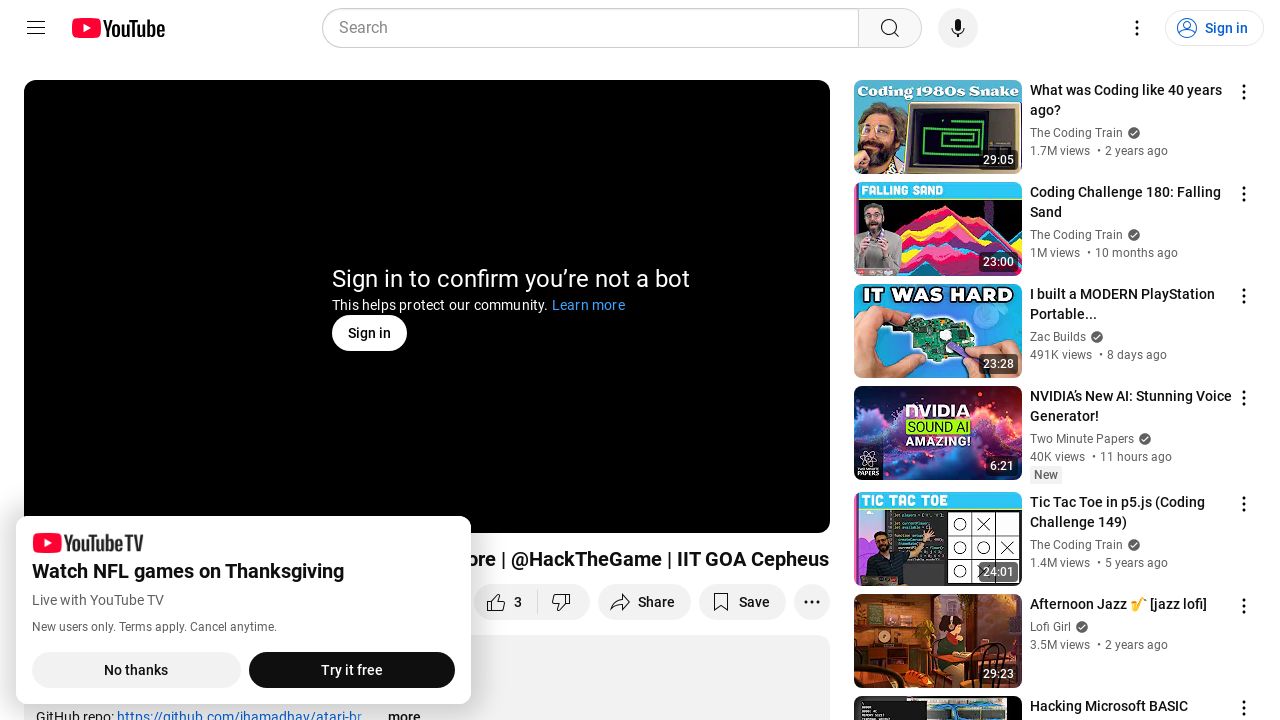 YouTube
Search
Sign in
Sign in to confirm you’re not a bot
This helps protect our community. Learn more
Sign in
ore | @HackTheGame | IIT GOA Cepheus
3
Share
Save
GitHub repo: https://github.com/jhamadhav/atari-br...
more
YouTube TV
Watch NFL games on Thanksgiving
Live with YouTube TV
New users only. Terms apply. Cancel anytime.
No thanks
Try it free
Coding 1980s Snake
29:05
What was Coding like 40 years
ago?
The Coding Train
1.7M views • 2 years ago
FALLING SAND
23:00
Coding Challenge 180: Falling
Sand
The Coding Train
1M views • 10 months ago
IT WAS HARD
23:28
I built a MODERN PlayStation
Portable...
Zac Builds
491K views • 8 days ago
NVIDIA
SOUND AI
AMAZING!
TWO MINUTE
PAPERS
6:21
NVIDIA’s New AI: Stunning Voice
Generator!
Two Minute Papers
40K views • 11 hours ago
New
TIC TAC TOE
24:01
Tic Tac Toe in p5.js (Coding
Challenge 149)
The Coding Train
1.4M views • 5 years ago
29:23
Afternoon Jazz 🎷 [jazz lofi]
Lofi Girl
3.5M views • 2 years ago
Hacking Microsoft BASIC